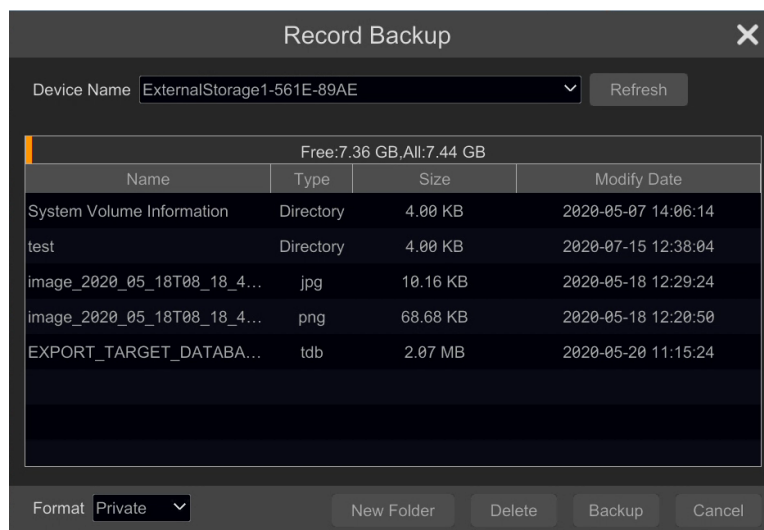 Record Backup
Device Name ExternalStorage1-561E-89AE Refresh
Free:7.36 GB,All:7.44 GB
Name Type Size Modify Date
System Volume Information Directory 4.00 KB 2020-05-07 14:06:14
test Directory 4.00 KB 2020-07-15 12:38:04
image_2020_05_18T08_18_4... jpg 10.16 KB 2020-05-18 12:29:24
image_2020_05_18T08_18_4... png 68.68 KB 2020-05-18 12:20:50
EXPORT_TARGET_DATABA... tdb 2.07 MB 2020-05-20 11:15:24
Format Private New Folder Delete Backup Cancel